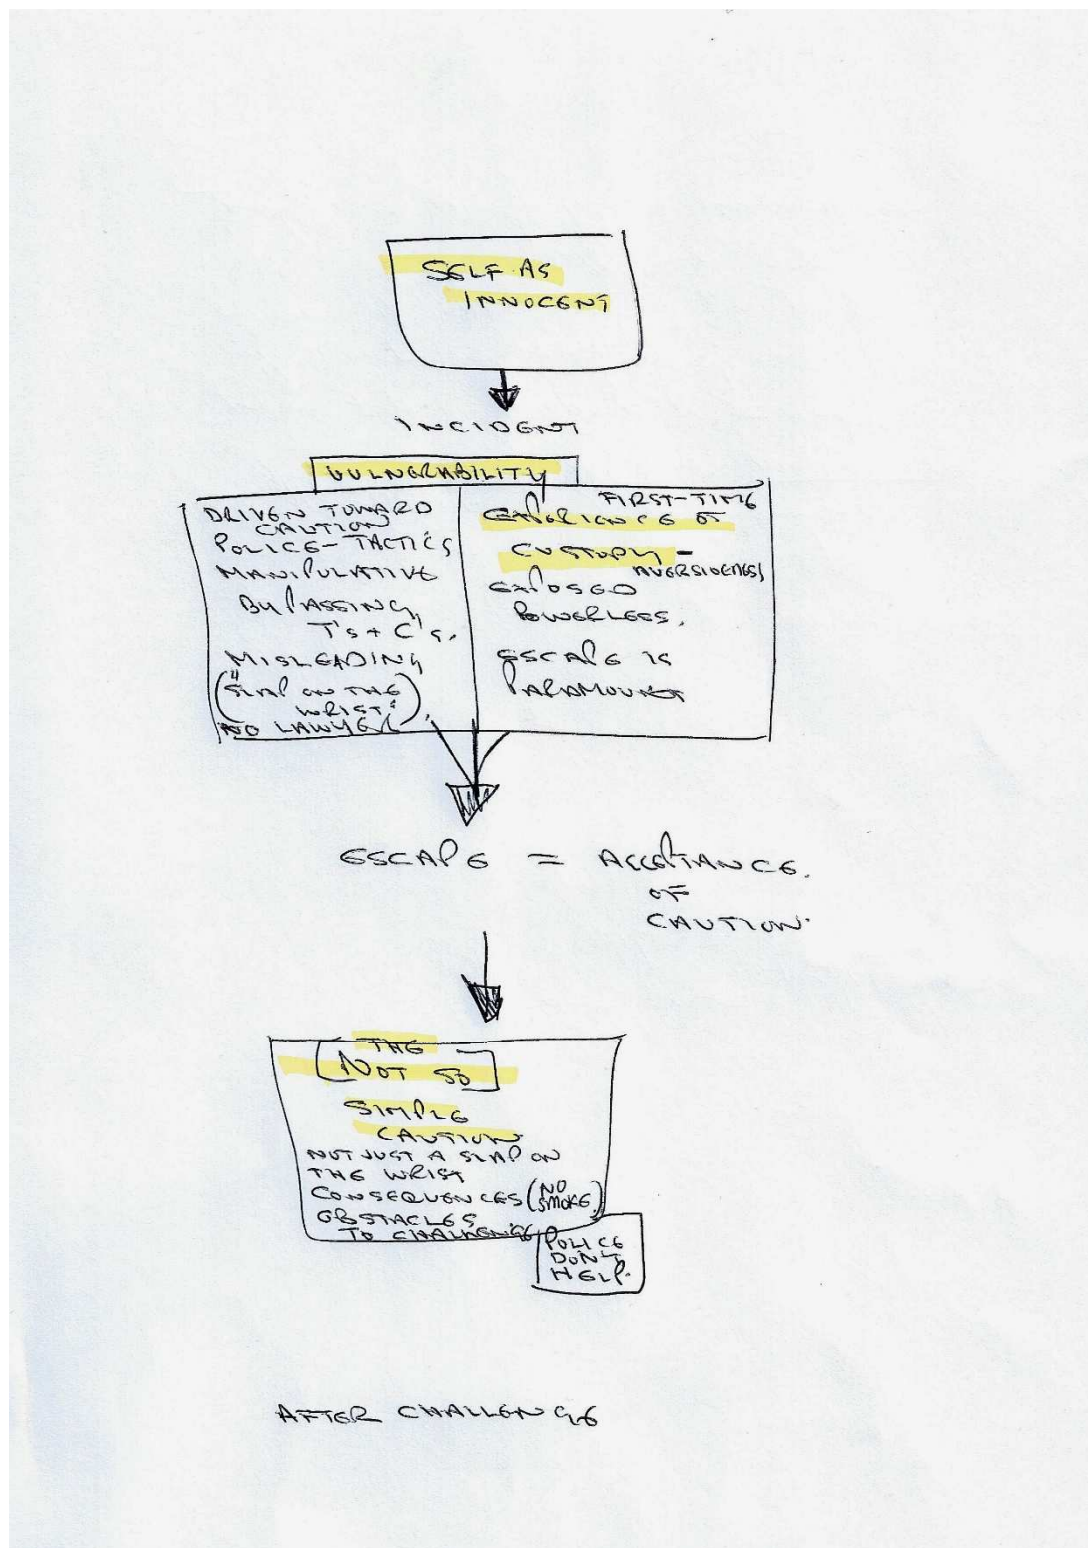 SELF AS
INNOCENT
INCIDENT
VULNERABILITY
DRIVEN TOWARD
CAUTION
POLICE-TACTICS
MANIPULATIVE
BYPASSING
T's + C's.
MISLEADING
("SLAP ON THE
WRIST")
NO LAWYER
FIRST-TIME
EXPERIENCE OF
CUSTODY -
AVERSIVENESS
EXPOSED
POWERLESS.
ESCAPE IS
PARAMOUNT
ESCAPE = ACCEPTANCE.
OF
CAUTION.
THE
[NOT SO]
SIMPLE
CAUTION
NOT JUST A SLAP ON
THE WRIST
CONSEQUENCES (NO
SMOKE)
OBSTACLES
TO CHALLENGE
POLICE
DON'T
HELP.
AFTER CHALLENGE